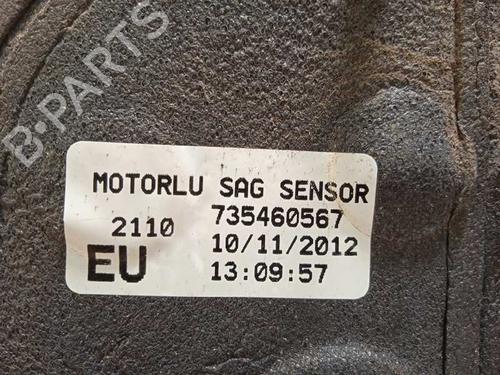 B-PARTS
MOTORLU SAG SENSOR
2110 735460567
10/11/2012
EU 13:09:57